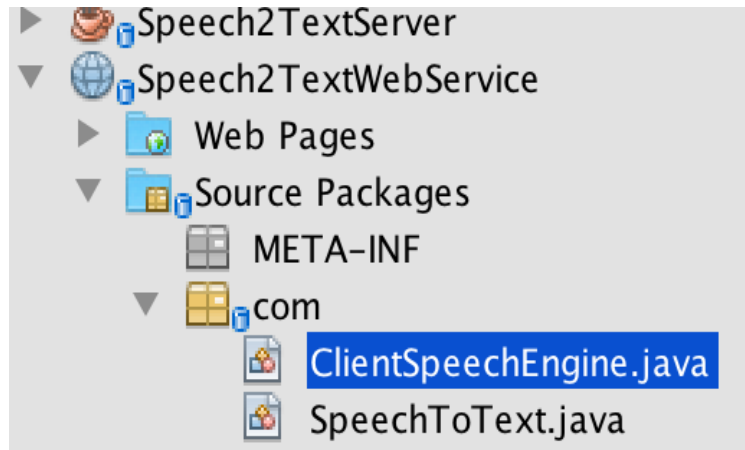 Speech2TextServer
Speech2TextWebService
Web Pages
Source Packages
META-INF
com
ClientSpeechEngine.java
SpeechToText.java